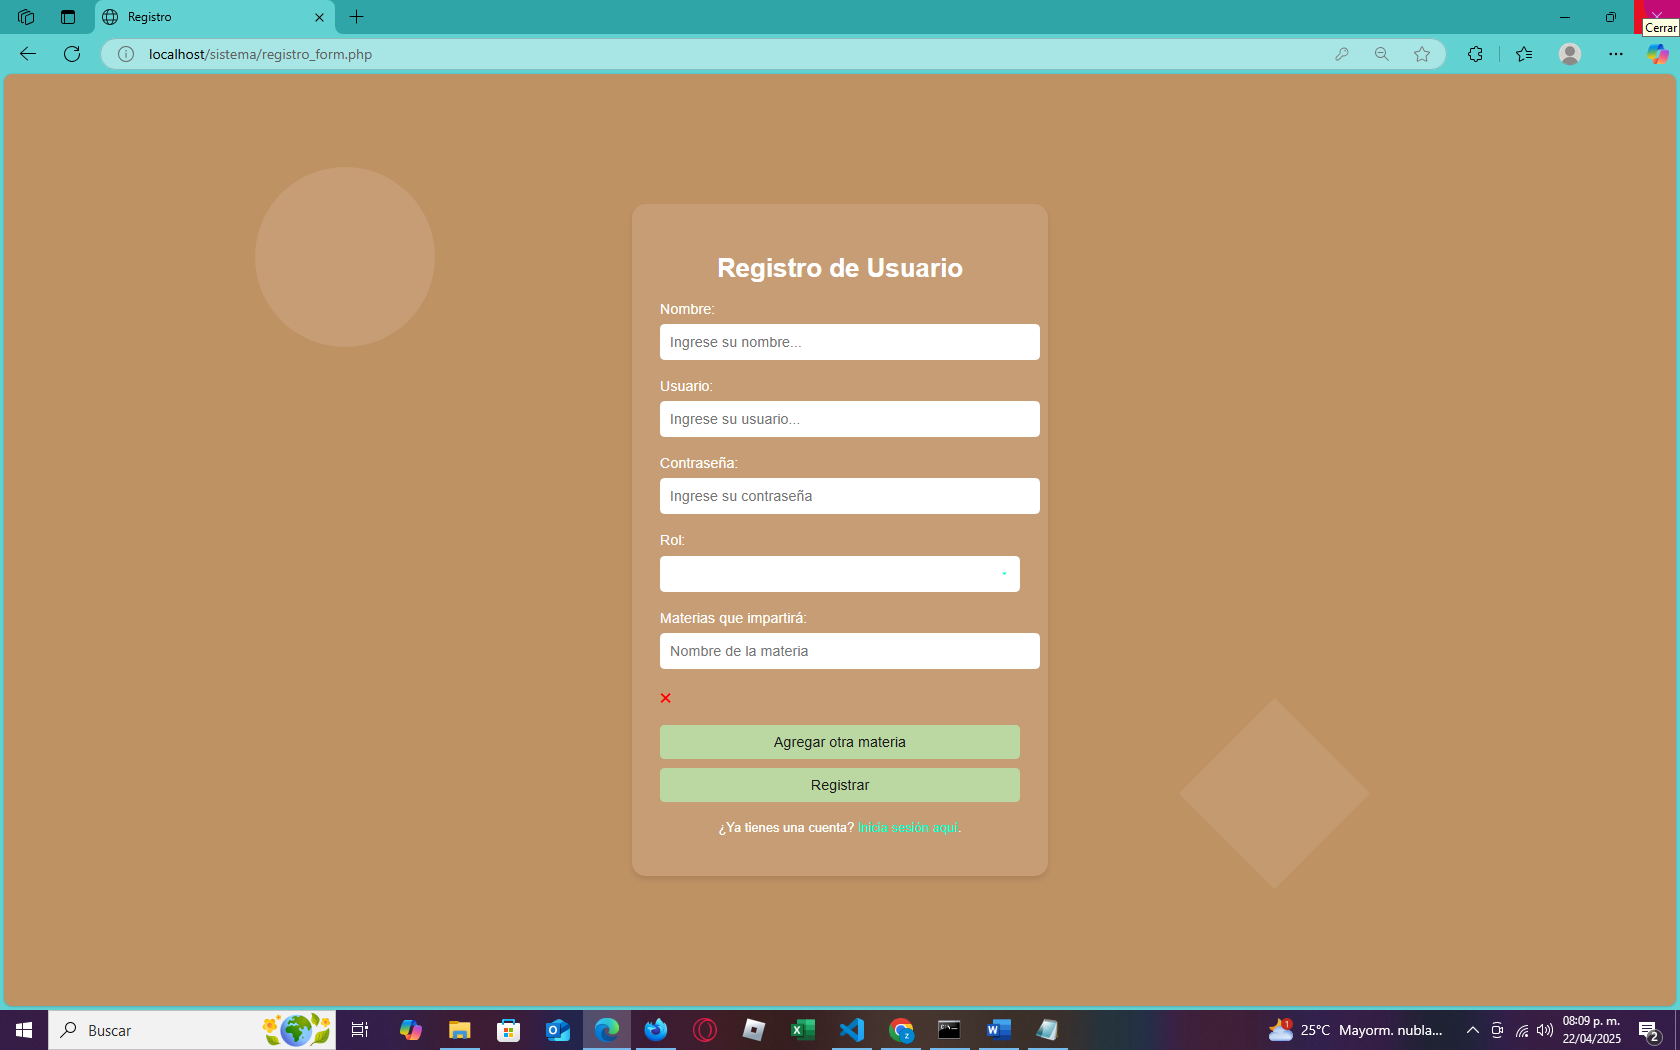 Registro
Cerrar
localhost/sistema/registro_form.php
Registro de Usuario
Nombre:
Ingrese su nombre...
Usuario:
Ingrese su usuario...
Contraseña:
Ingrese su contraseña
Rol:
Materias que impartirá:
Nombre de la materia
Agregar otra materia
Registrar
¿Ya tienes una cuenta? Inicia sesión aquí.
Buscar
1
25°C Mayorm. nubla...
08:09 p. m.
22/04/2025
2